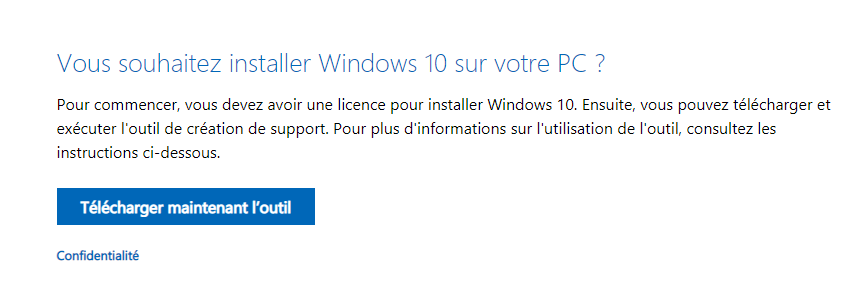 Vous souhaitez installer Windows 10 sur votre PC ?
Pour commencer, vous devez avoir une licence pour installer Windows 10. Ensuite, vous pouvez télécharger et
exécuter l'outil de création de support. Pour plus d'informations sur l'utilisation de l'outil, consultez les
instructions ci-dessous.
Télécharger maintenant l’outil
Confidentialité